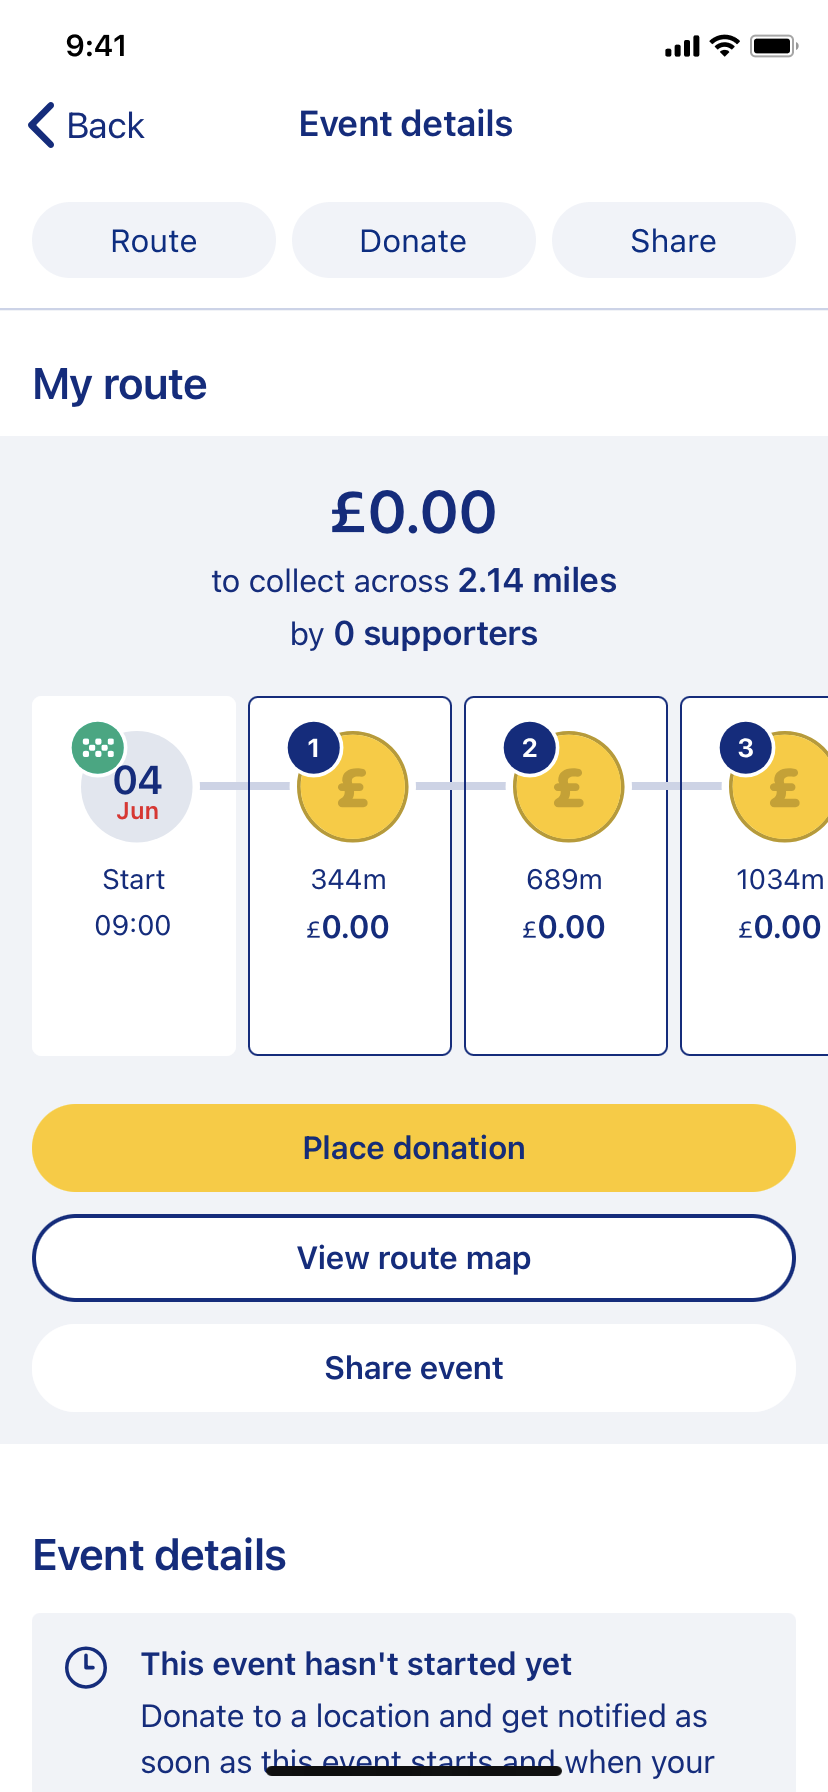 9:41
Back
Event details
Route
Donate
Share
My route
£0.00
to collect across 2.14 miles
by 0 supporters
04
Jun
Start
09:00
1
£
344m
£0.00
2
£
689m
£0.00
3
£
1034m
£0.00
Place donation
View route map
Share event
Event details
This event hasn't started yet
Donate to a location and get notified as
soon as this event starts and when your